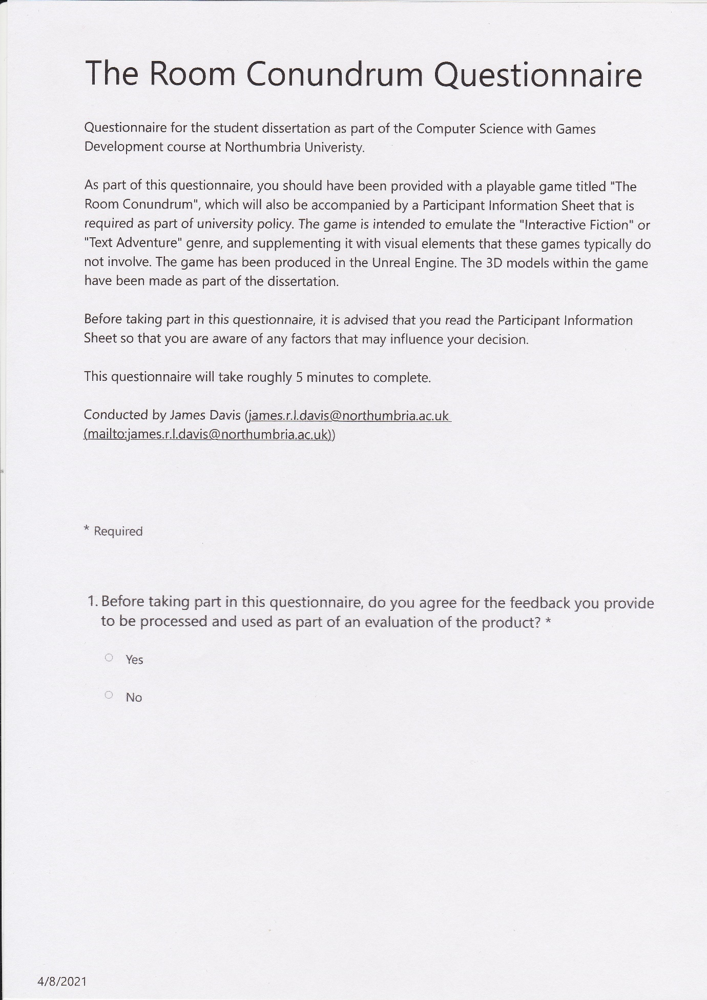 The Room Conundrum Questionnaire
Questionnaire for the student dissertation as part of the Computer Science with Games
Development course at Northumbria Univeristy.
As part of this questionnaire, you should have been provided with a playable game titled "The
Room Conundrum", which will also be accompanied by a Participant Information Sheet that is
required as part of university policy. The game is intended to emulate the "Interactive Fiction" or
"Text Adventure" genre, and supplementing it with visual elements that these games typically do
not involve. The game has been produced in the Unreal Engine. The 3D models within the game
have been made as part of the dissertation.
Before taking part in this questionnaire, it is advised that you read the Participant Information
Sheet so that you are aware of any factors that may influence your decision.
This questionnaire will take roughly 5 minutes to complete.
Conducted by James Davis (james.r.l.davis@northumbria.ac.uk
(mailto:james.r.l.davis@northumbria.ac.uk))
* Required
1. Before taking part in this questionnaire, do you agree for the feedback you provide
to be processed and used as part of an evaluation of the product? *
Yes
No
4/8/2021